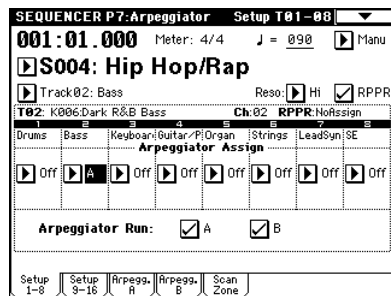 SEQUENCER P7:Arpeggiator Setup T01-08
001:01.000 Meter: 4/4 ♩ = 090 Manu
S004: Hip Hop/Rap
Track02: Bass Reso: Hi RPPR
T02: K006:Dark R&B Bass Ch:02 RPPR:NoAssign
1 2 3 4 5 6 7 8
Drums Bass Keyboar Guitar/P Organ Strings LeadSyn SE
Arpeggiator Assign
Off A Off Off Off Off Off Off
Arpeggiator Run: A B
Setup 1-8 Setup 9-16 Arpegg. A Arpegg. B Scan Zone